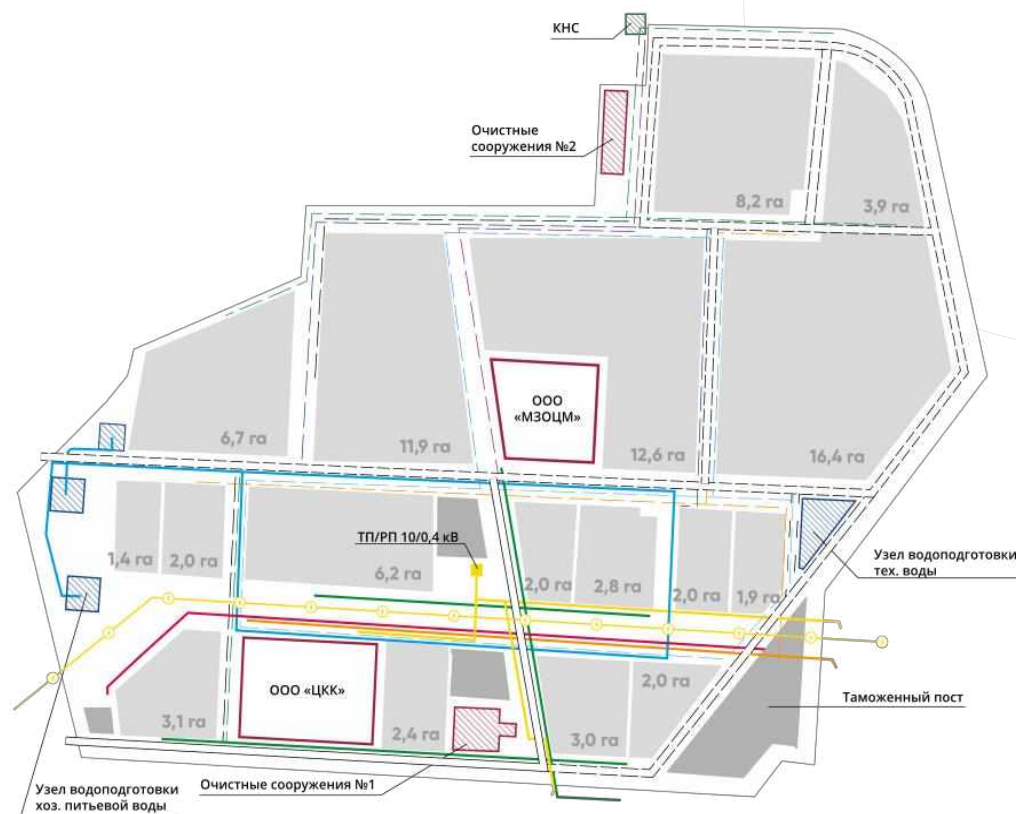 КНС
Очистные
сооружения №2
8,2 га
3,9 га
ООО
«МЗОЦМ»
6,7 га
11,9 га
12,6 га
16,4 га
ТП/РП 10/0,4 кВ
1,4 га
2,0 га
6,2 га
2,0 га
2,8 га
2,0 га
1,9 га
Узел водоподготовки
тех. воды
ООО «ЦКК»
2,0 га
Таможенный пост
3,1 га
2,4 га
3,0 га
Очистные сооружения №1
Узел водоподготовки
хоз. питьевой воды